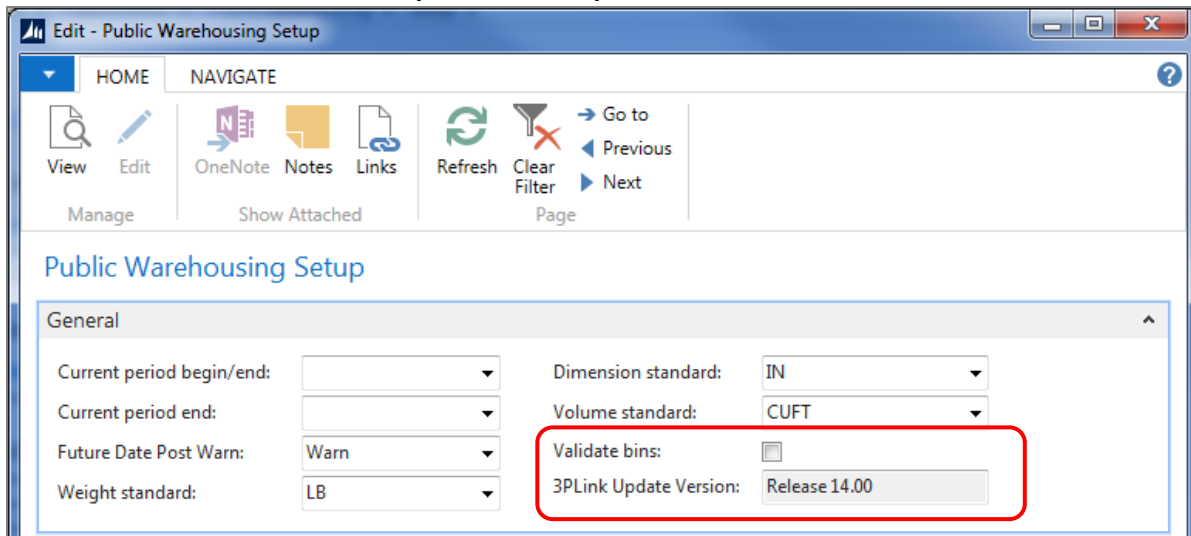 Edit - Public Warehousing Setup
HOME NAVIGATE
View Edit OneNote Notes Links Refresh Clear Filter Go to
Previous
Next
Manage Show Attached Page
Public Warehousing Setup
General
Current period begin/end: Dimension standard: IN
Current period end: Volume standard: CUFT
Future Date Post Warn: Warn Validate bins:
Weight standard: LB 3PLink Update Version: Release 14.00